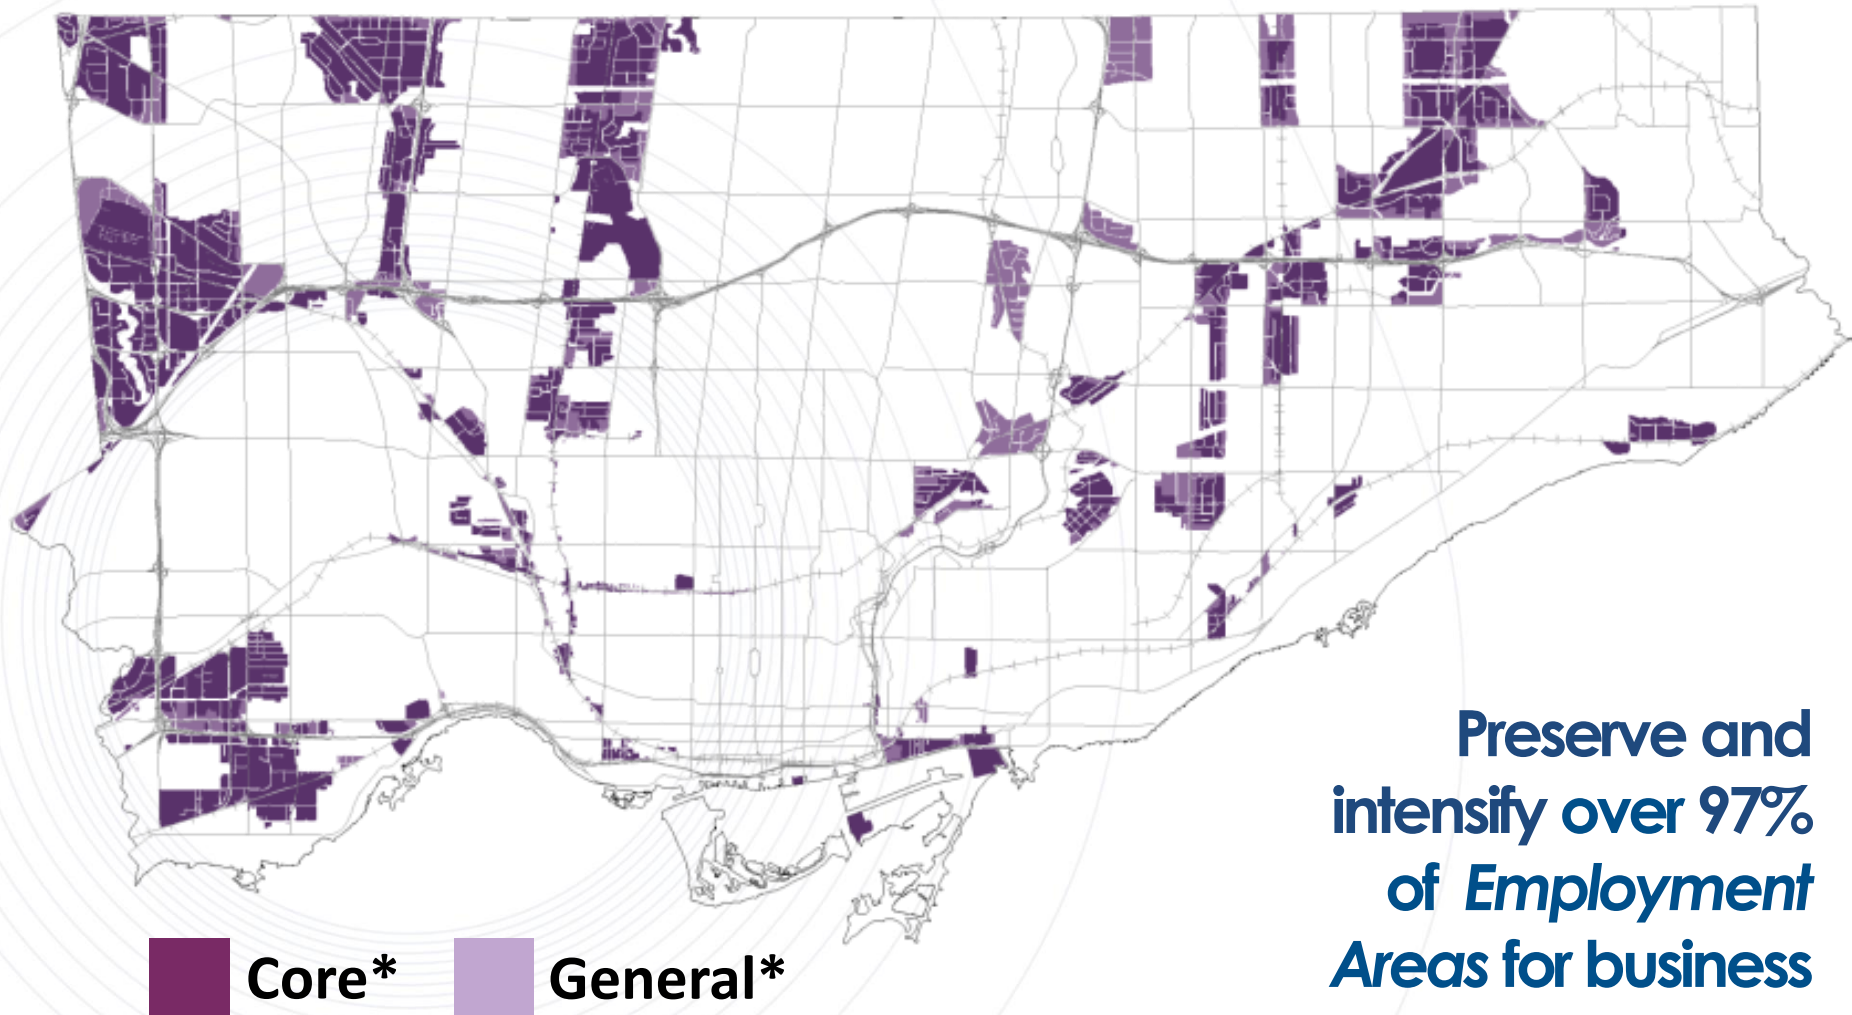 Preserve and
intensify over 97%
of Employment
Areas for business
Core* General*